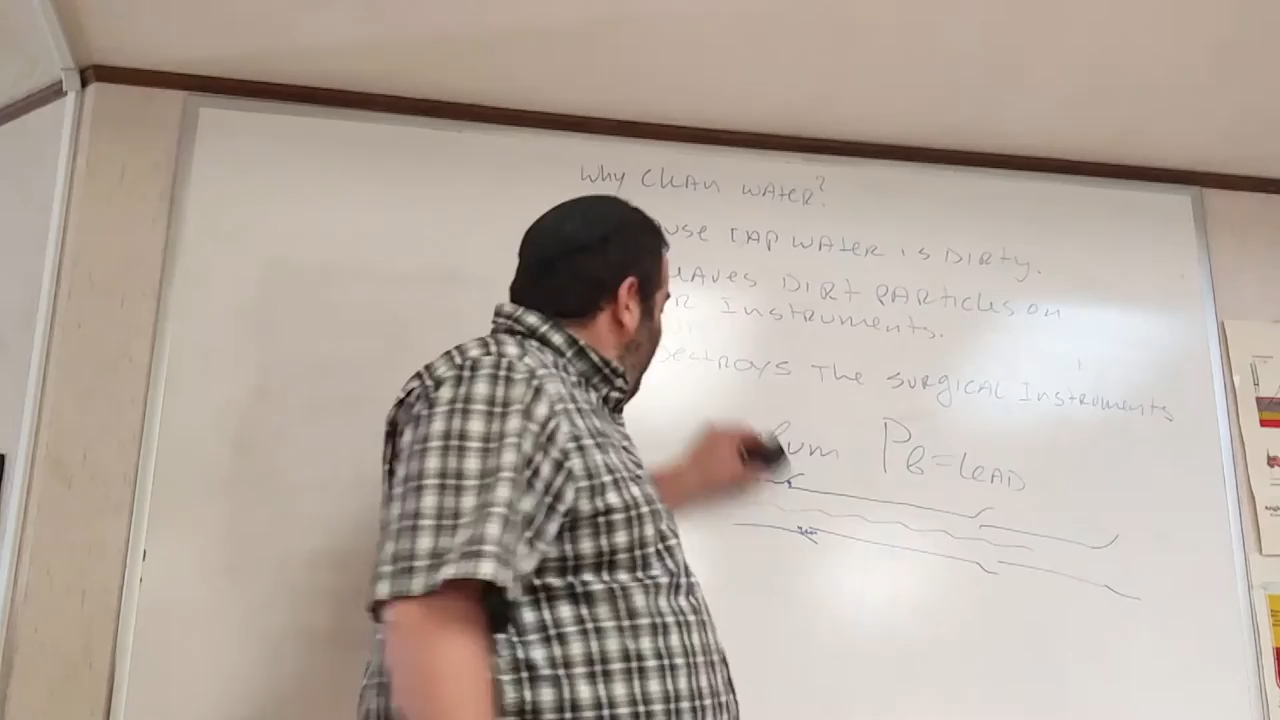 Why Clean Water?
use Tap Water is Dirty.
Leaves Dirt Particles on
r Instruments.
Destroys The Surgical Instruments
um Pb=Lead